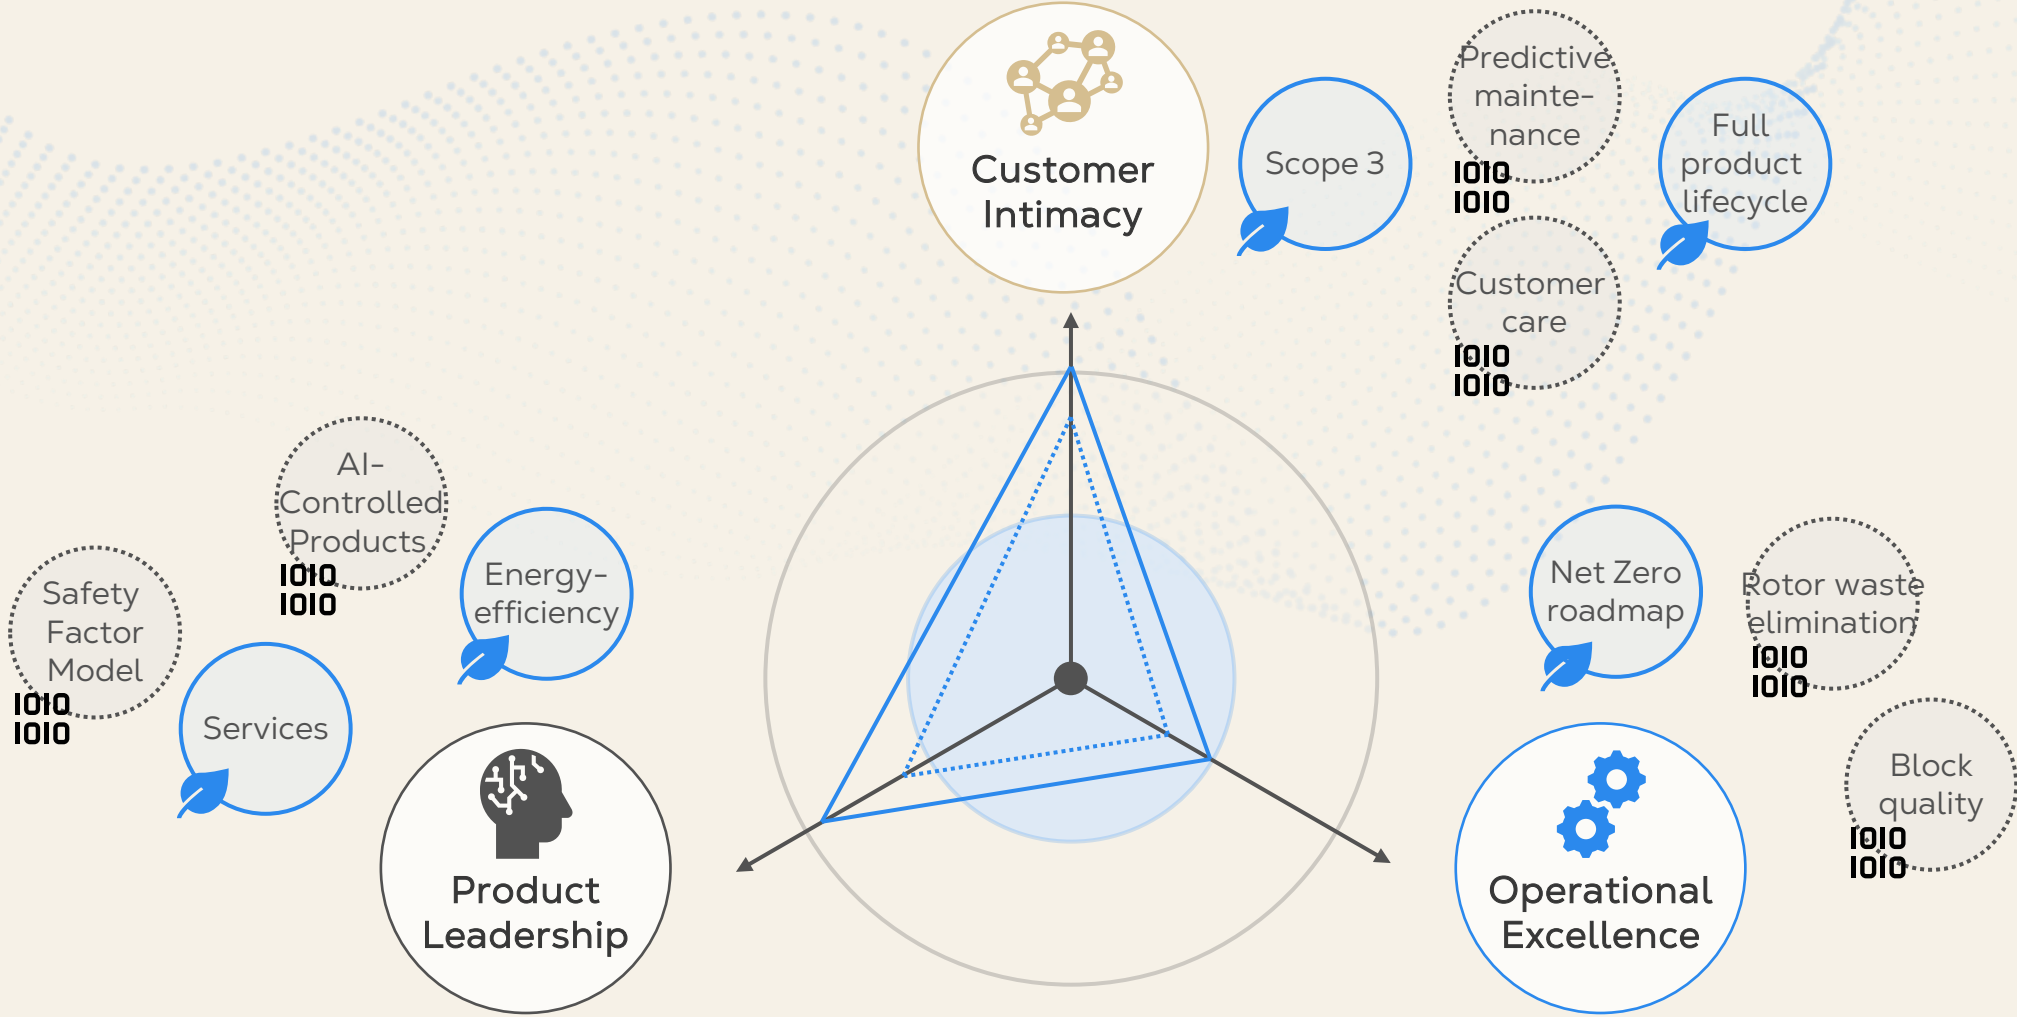 Customer
Intimacy
Scope 3
Predictive
mainte-
nance
1010
1010
Full
product
lifecycle
Customer
care
1010
1010
AI-
Controlled
Products
1010
1010
Energy-
efficiency
Safety
Factor
Model
1010
1010
Services
Product
Leadership
Net Zero
roadmap
Rotor waste
elimination
1010
1010
Block
quality
1010
1010
Operational
Excellence